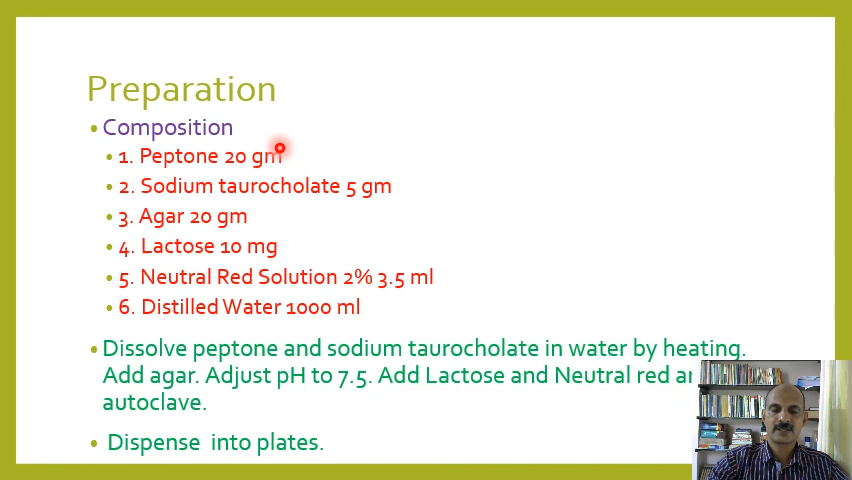 Preparation
• Composition
• 1. Peptone 20 gm
• 2. Sodium taurocholate 5 gm
• 3. Agar 20 gm
• 4. Lactose 10 mg
• 5. Neutral Red Solution 2% 3.5 ml
• 6. Distilled Water 1000 ml
• Dissolve peptone and sodium taurocholate in water by heating.
Add agar. Adjust pH to 7.5. Add Lactose and Neutral red
autoclave.
• Dispense into plates.